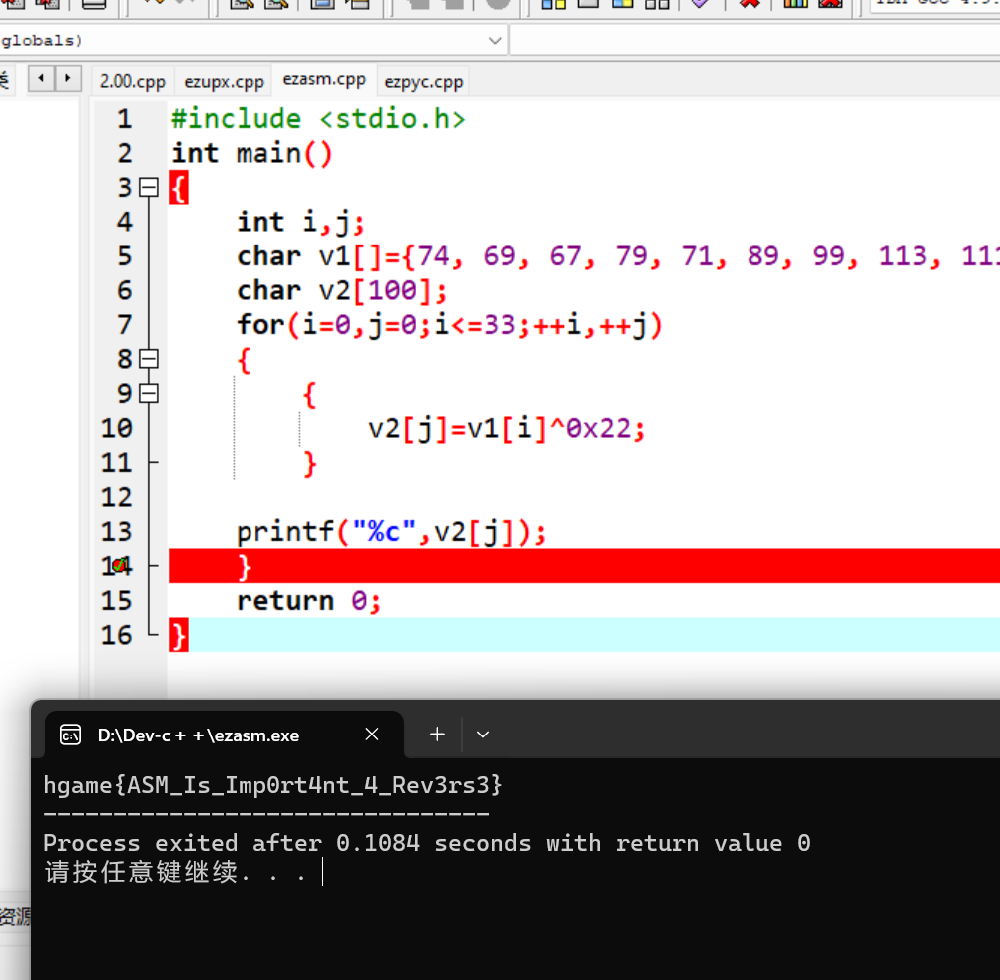 globals)
2.00.cpp ezupx.cpp ezasm.cpp ezpyc.cpp
1 #include <stdio.h>
2 int main()
3 {
4 int i,j;
5 char v1[]={74, 69, 67, 79, 71, 89, 99, 113, 111
6 char v2[100];
7 for(i=0,j=0;i<=33;++i,++j)
8 {
9 {
10 v2[j]=v1[i]^0x22;
11 }
12
13 printf("%c",v2[j]);
14 }
15 return 0;
16 }
D:\Dev-c++\ezasm.exe
hgame{ASM_Is_Imp0rt4nt_4_Rev3rs3}
--------------------------------
Process exited after 0.1084 seconds with return value 0
请按任意键继续. . .
资源